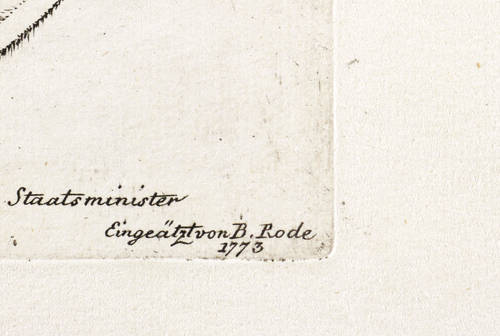 Staatsminister
Eingeätzt von B. Rode
1773